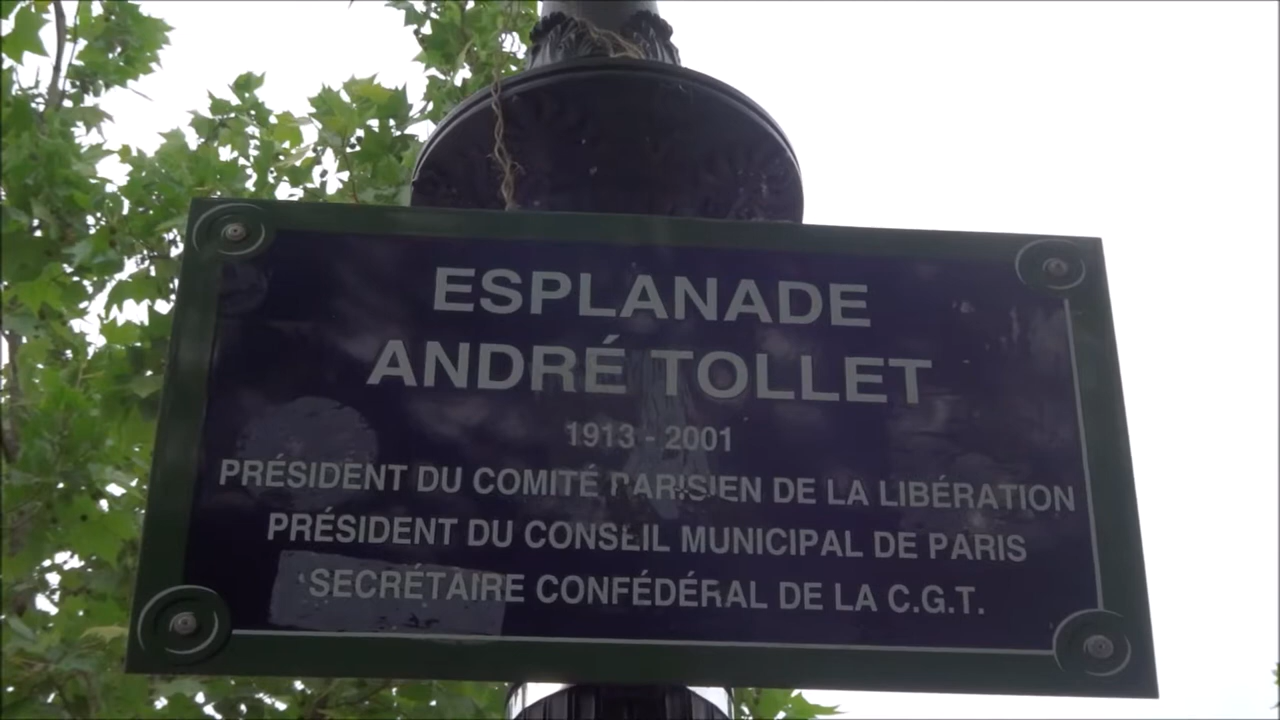 ESPLANADE
ANDRÉ TOLLET
1913 - 2001
PRÉSIDENT DU COMITÉ PARISIEN DE LA LIBÉRATION
PRÉSIDENT DU CONSEIL MUNICIPAL DE PARIS
SECRÉTAIRE CONFÉDÉRAL DE LA C.G.T.